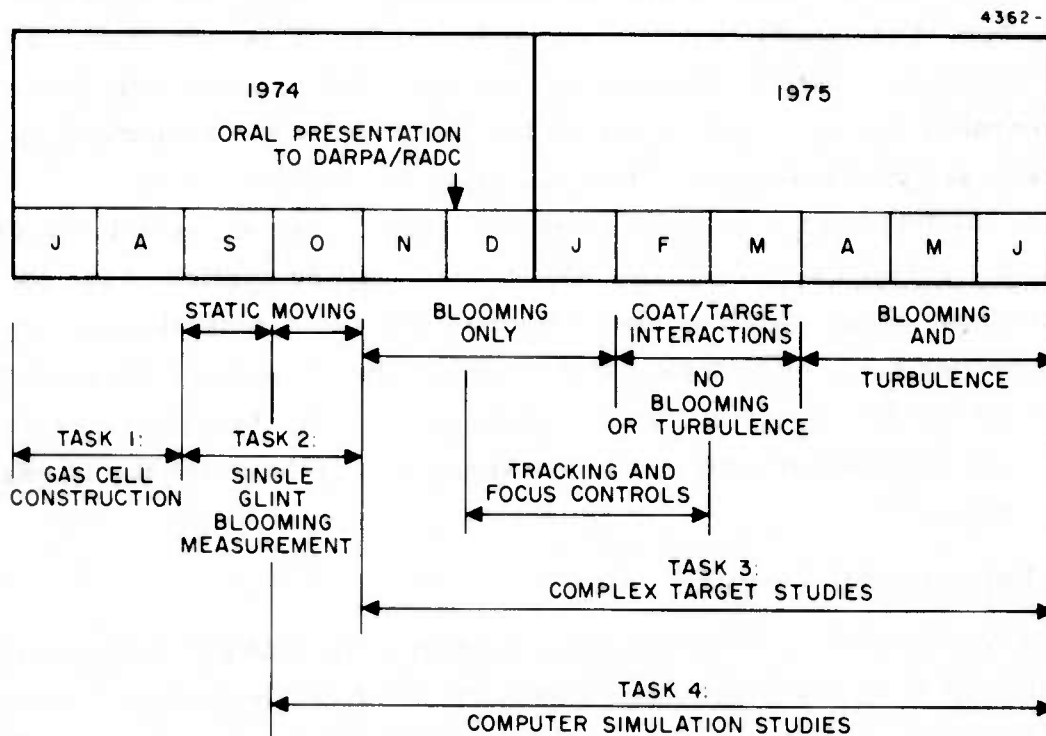 4362-
1974
1975
ORAL PRESENTATION
TO DARPA/RADC
J A S O N D J F M A M J
STATIC MOVING
BLOOMING
ONLY
COAT/TARGET
INTERACTIONS
BLOOMING
AND
TURBULENCE
NO
BLOOMING
OR TURBULENCE
TASK 1:
GAS CELL
CONSTRUCTION
TASK 2:
SINGLE
GLINT
BLOOMING
MEASUREMENT
TRACKING AND
FOCUS CONTROLS
TASK 3:
COMPLEX TARGET STUDIES
TASK 4:
COMPUTER SIMULATION STUDIES